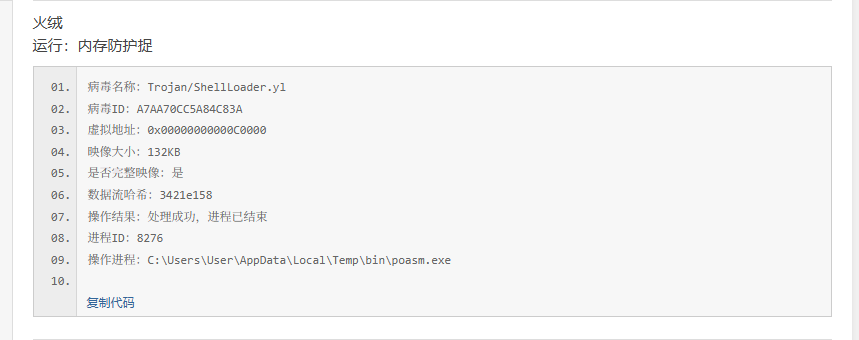 火绒
运行：内存防护捉
01. 病毒名称：Trojan/ShellLoader.yl
02. 病毒ID：A7AA70CC5A84C83A
03. 虚拟地址：0x00000000000C0000
04. 映像大小：132KB
05. 是否完整映像：是
06. 数据流哈希：3421e158
07. 操作结果：处理成功，进程已结束
08. 进程ID：8276
09. 操作进程：C:\Users\User\AppData\Local\Temp\bin\poasm.exe
10.
复制代码